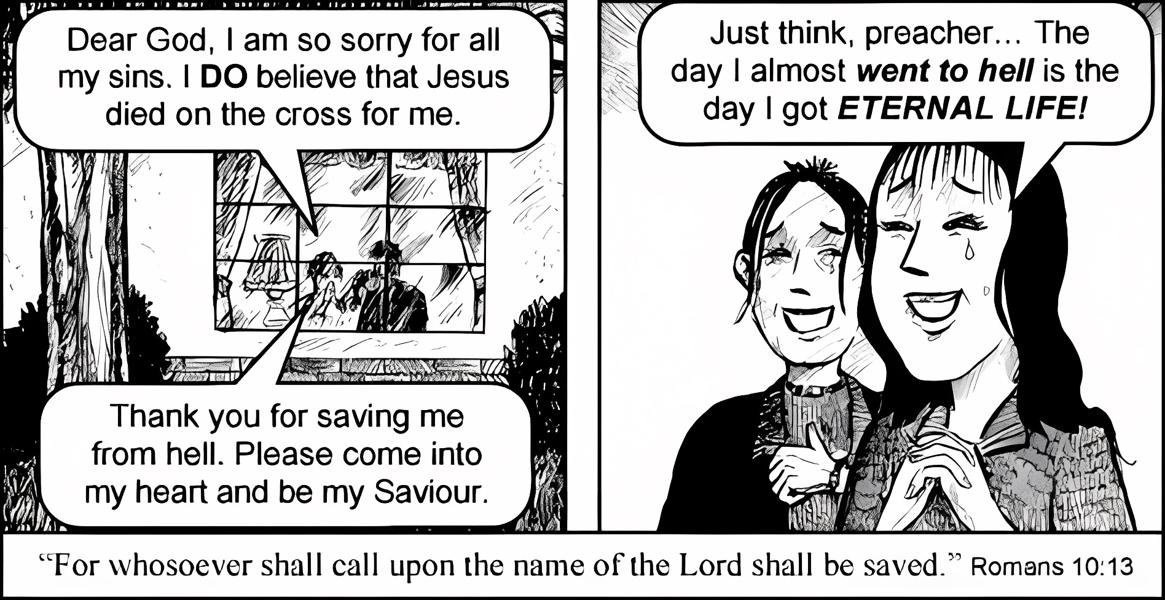 Dear God, I am so sorry for all
my sins. I DO believe that Jesus
died on the cross for me.
Thank you for saving me
from hell. Please come into
my heart and be my Saviour.
Just think, preacher... The
day I almost went to hell is the
day I got ETERNAL LIFE!
“For whosoever shall call upon the name of the Lord shall be saved.” Romans 10:13